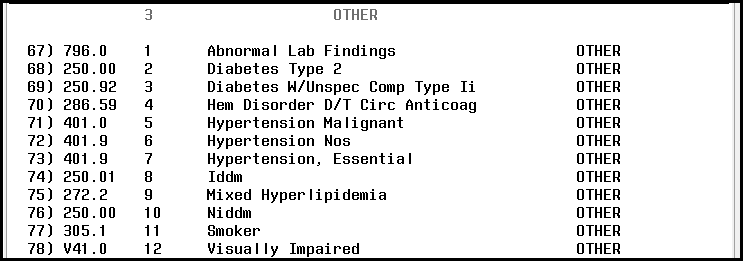 3 OTHER
67) 796.0 1 Abnormal Lab Findings OTHER
68) 250.00 2 Diabetes Type 2 OTHER
69) 250.92 3 Diabetes W/Unspec Comp Type Ii OTHER
70) 286.59 4 Hem Disorder D/T Circ Anticoag OTHER
71) 401.0 5 Hypertension Malignant OTHER
72) 401.9 6 Hypertension Nos OTHER
73) 401.9 7 Hypertension, Essential OTHER
74) 250.01 8 Iddm OTHER
75) 272.2 9 Mixed Hyperlipidemia OTHER
76) 250.00 10 Niddm OTHER
77) 305.1 11 Smoker OTHER
78) V41.0 12 Visually Impaired OTHER